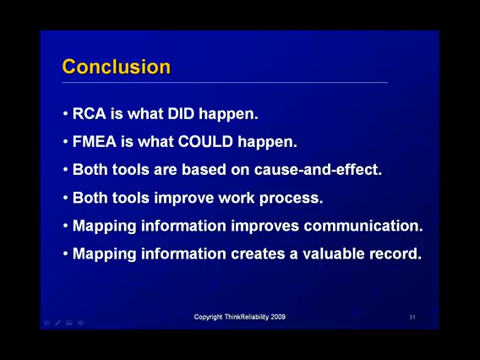 Conclusion
• RCA is what DID happen.
• FMEA is what COULD happen.
• Both tools are based on cause-and-effect.
• Both tools improve work process.
• Mapping information improves communication.
• Mapping information creates a valuable record.
Copyright ThinkReliability 2009
31